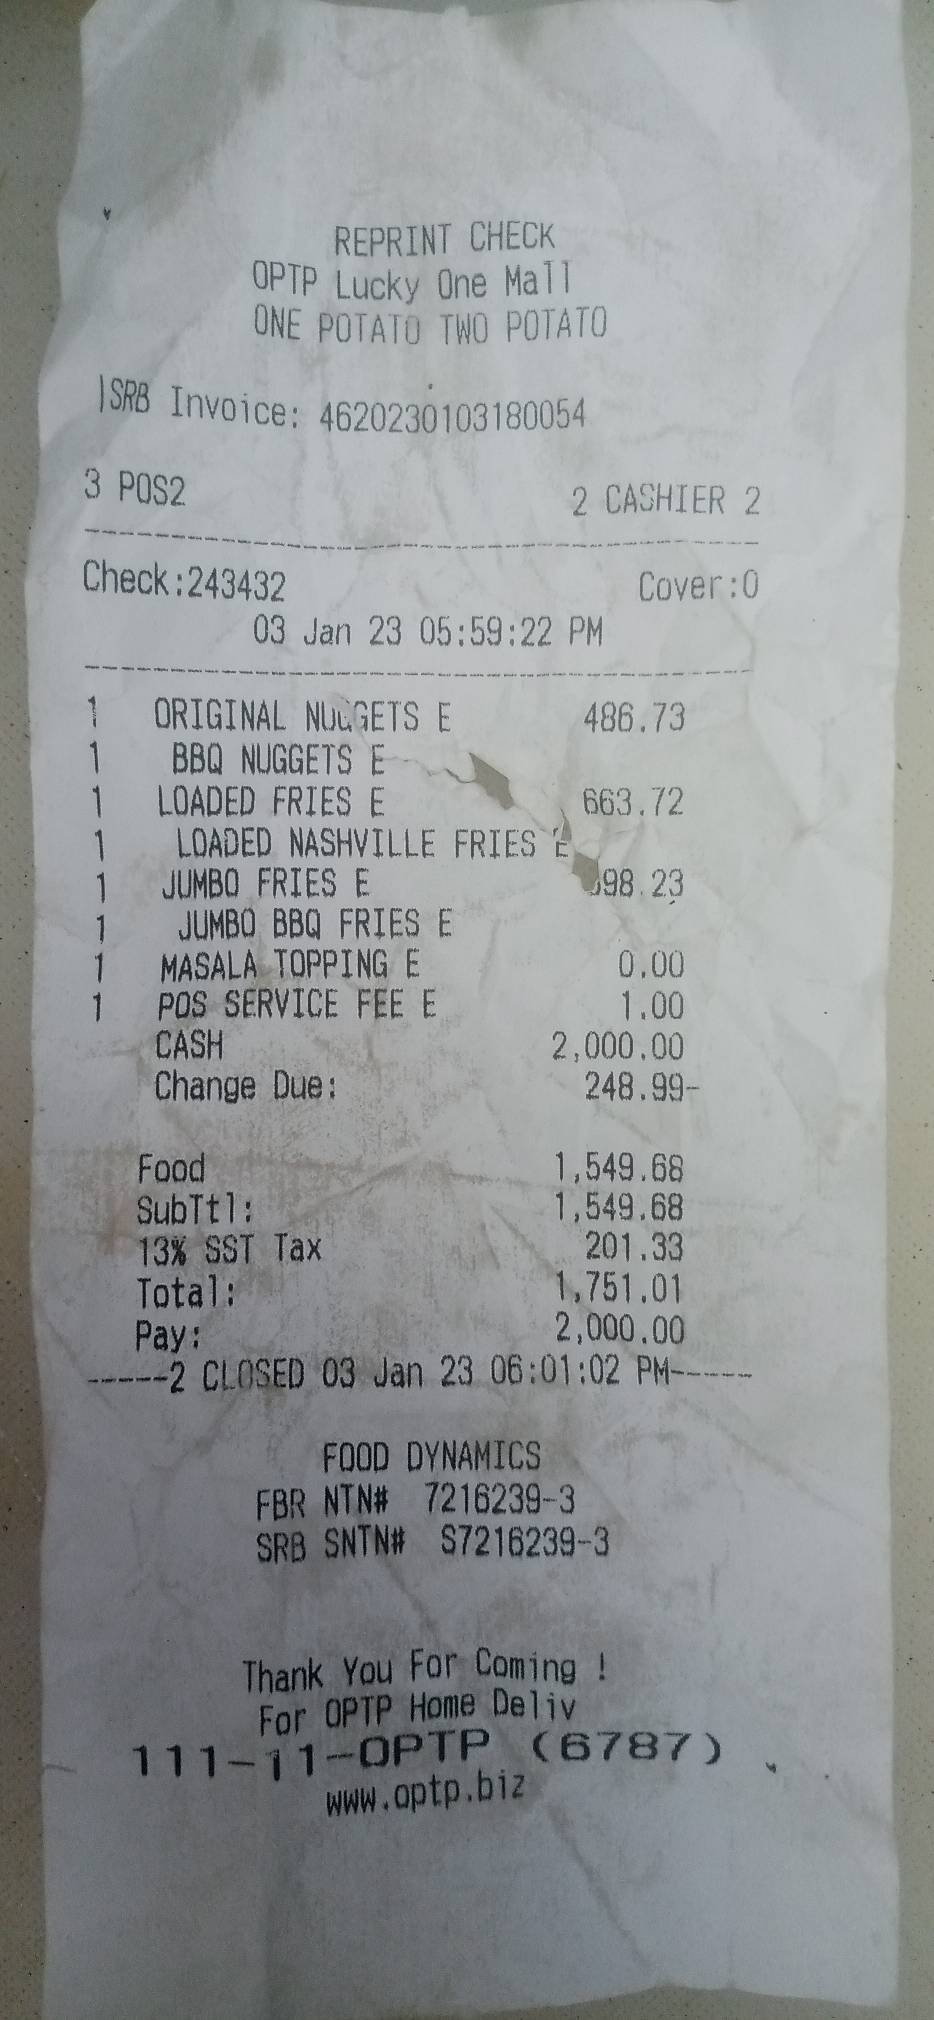 REPRINT CHECK
OPTP Lucky One Mall
ONE POTATO TWO POTATO
SRB Invoice: 4620230103180054
3 POS2 2 CASHIER 2
Check:243432 Cover:0
03 Jan 23 05:59:22 PM
1 ORIGINAL NUGGETS E 486.73
1 BBQ NUGGETS E
1 LOADED FRIES E 663.72
1 LOADED NASHVILLE FRIES E
1 JUMBO FRIES E
1 JUMBO BBQ FRIES E
1 MASALA TOPPING E 0.00
1 POS SERVICE FEE E 1.00
CASH 2,000.00
Change Due: 248.99-
Food 1,549.68
SubTtl: 1,549.68
13% SST Tax 201.33
Total: 1,751.01
Pay: 2,000.00
-----2 CLOSED 03 Jan 23 06:01:02 PM-----
FOOD DYNAMICS
FBR NTN# 7216239-3
SRB SNTN# S7216239-3
Thank You For Coming !
For OPTP Home Deliv
111-11-OPTP (6787)
www.optp.biz